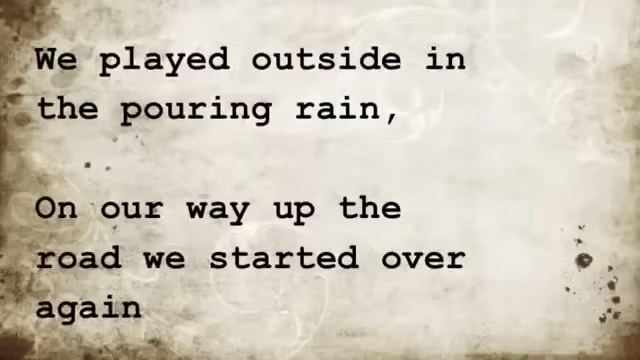 We played outside in
the pouring rain,
On our way up the
road we started over
again